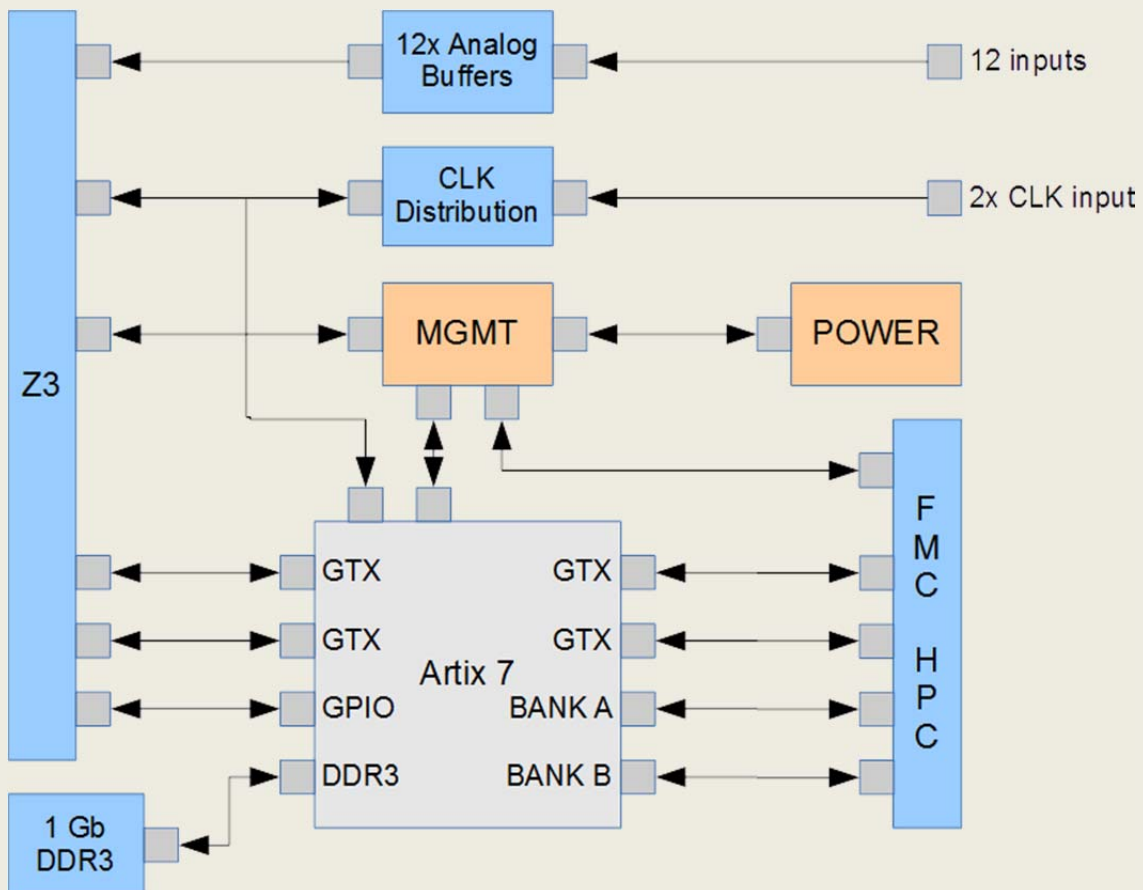 12x Analog
Buffers
12 inputs
CLK
Distribution
2x CLK input
MGMT
POWER
Z3
F
M
C
H
P
C
GTX
GTX
GTX
GTX
Artix 7
GPIO
BANK A
DDR3
BANK B
1 Gb
DDR3